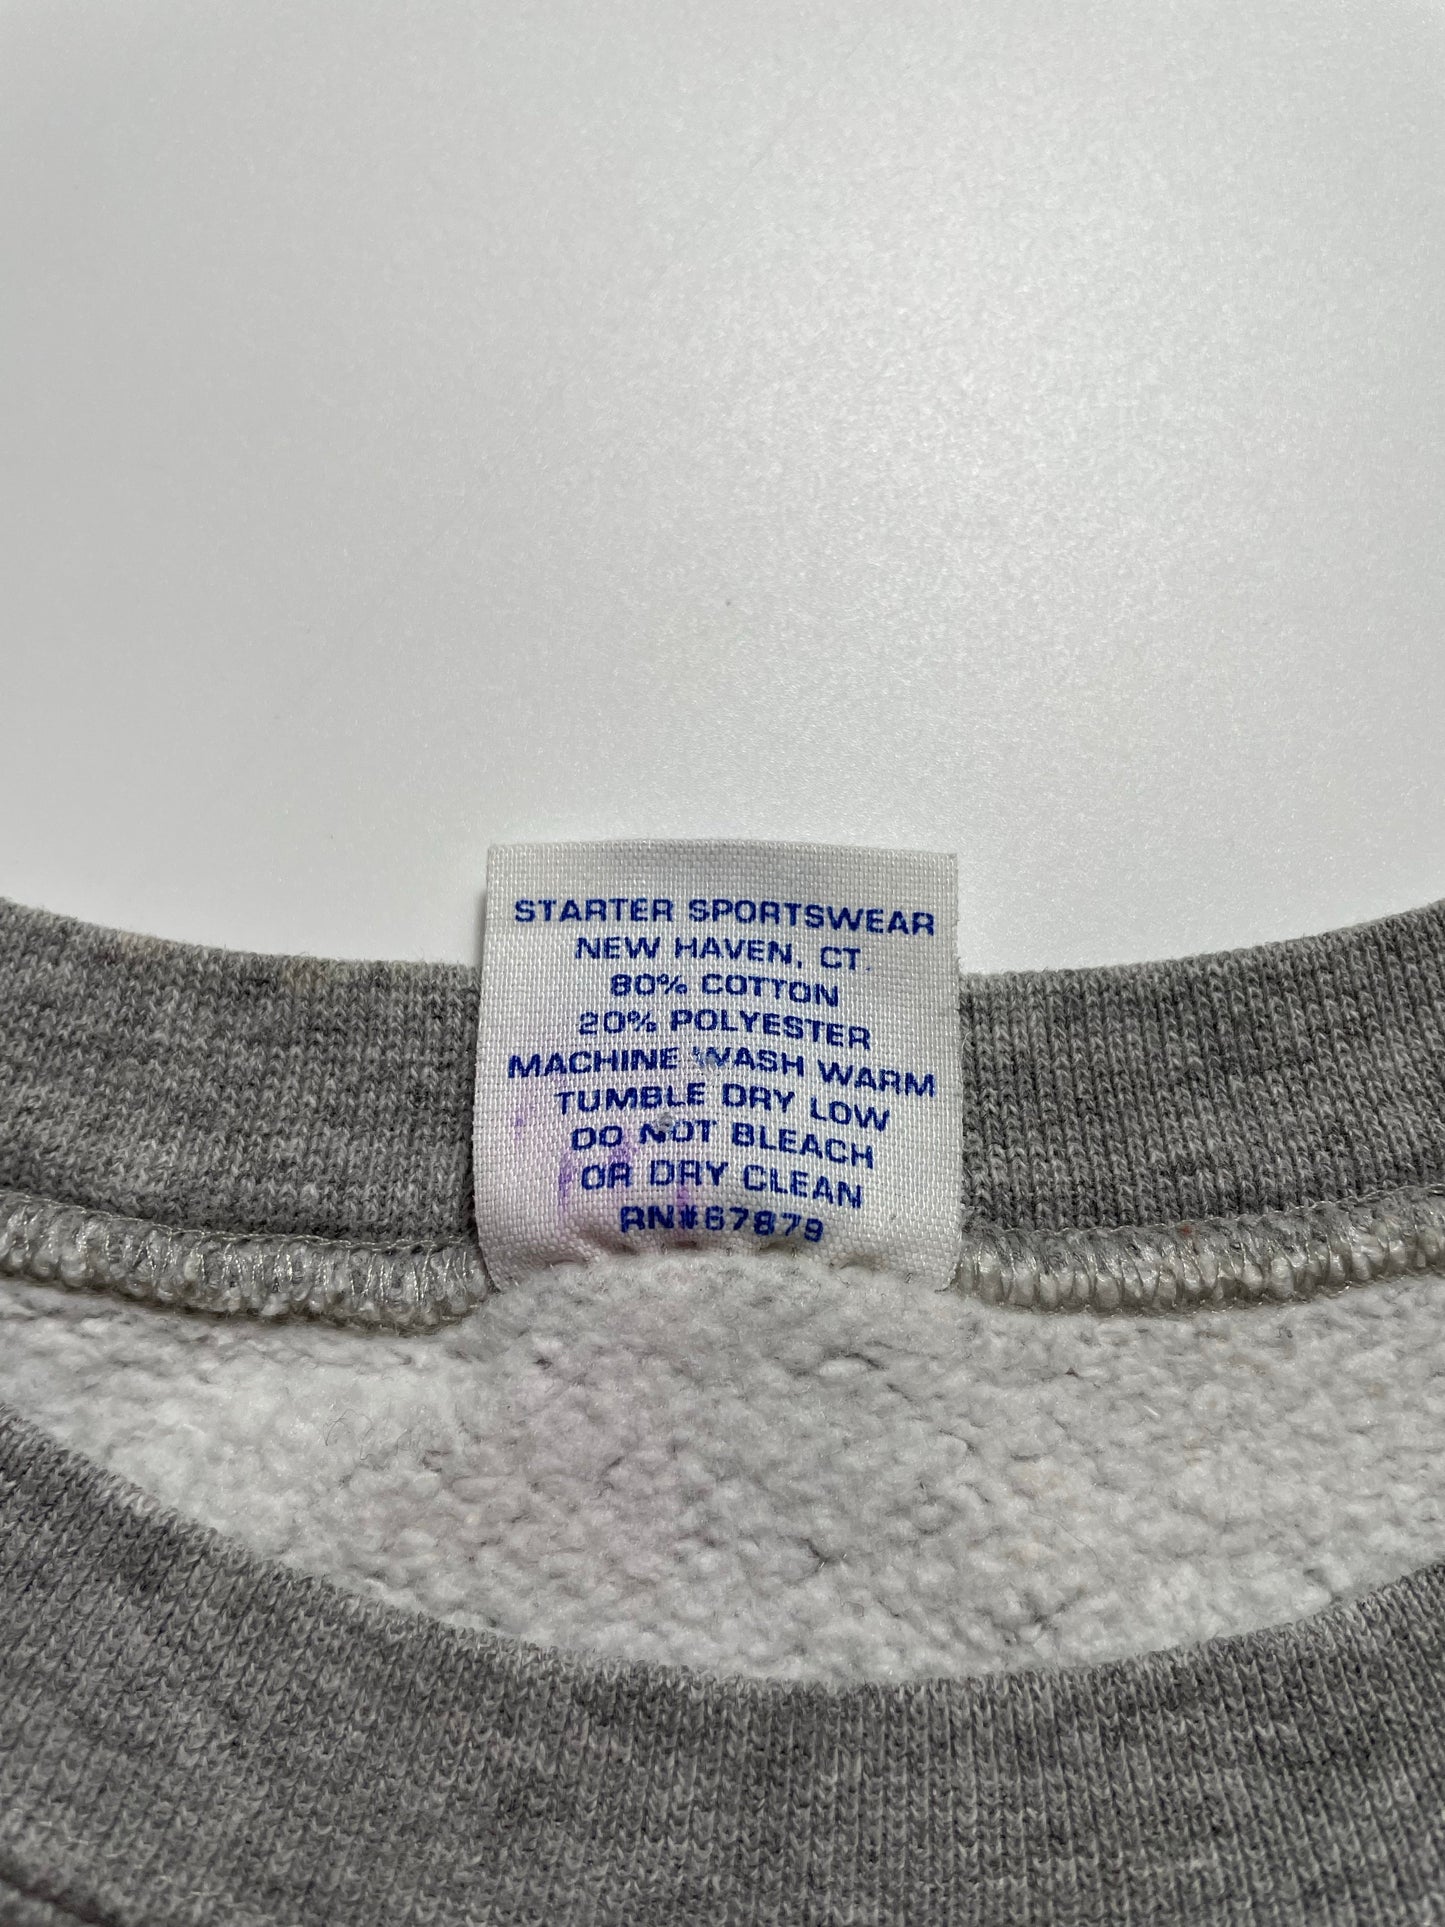 STARTER SPORTSWEAR
NEW HAVEN, CT.
80% COTTON
20% POLYESTER
MACHINE WASH WARM
TUMBLE DRY LOW
DO NOT BLEACH
OR DRY CLEAN
RN#67879